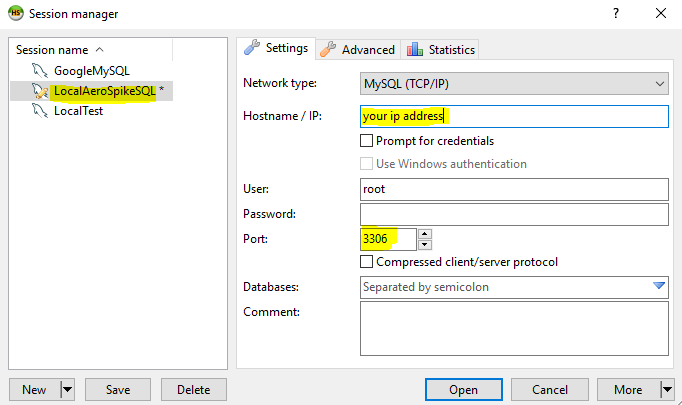 HS Session manager ?
Session name
GoogleMySQL
LocalAeroSpikeSQL *
LocalTest
Settings Advanced Statistics
Network type: MySQL (TCP/IP)
Hostname / IP: your ip address
Prompt for credentials
Use Windows authentication
User: root
Password:
Port: 3306
Compressed client/server protocol
Databases: Separated by semicolon
Comment:
New Save Delete Open Cancel More